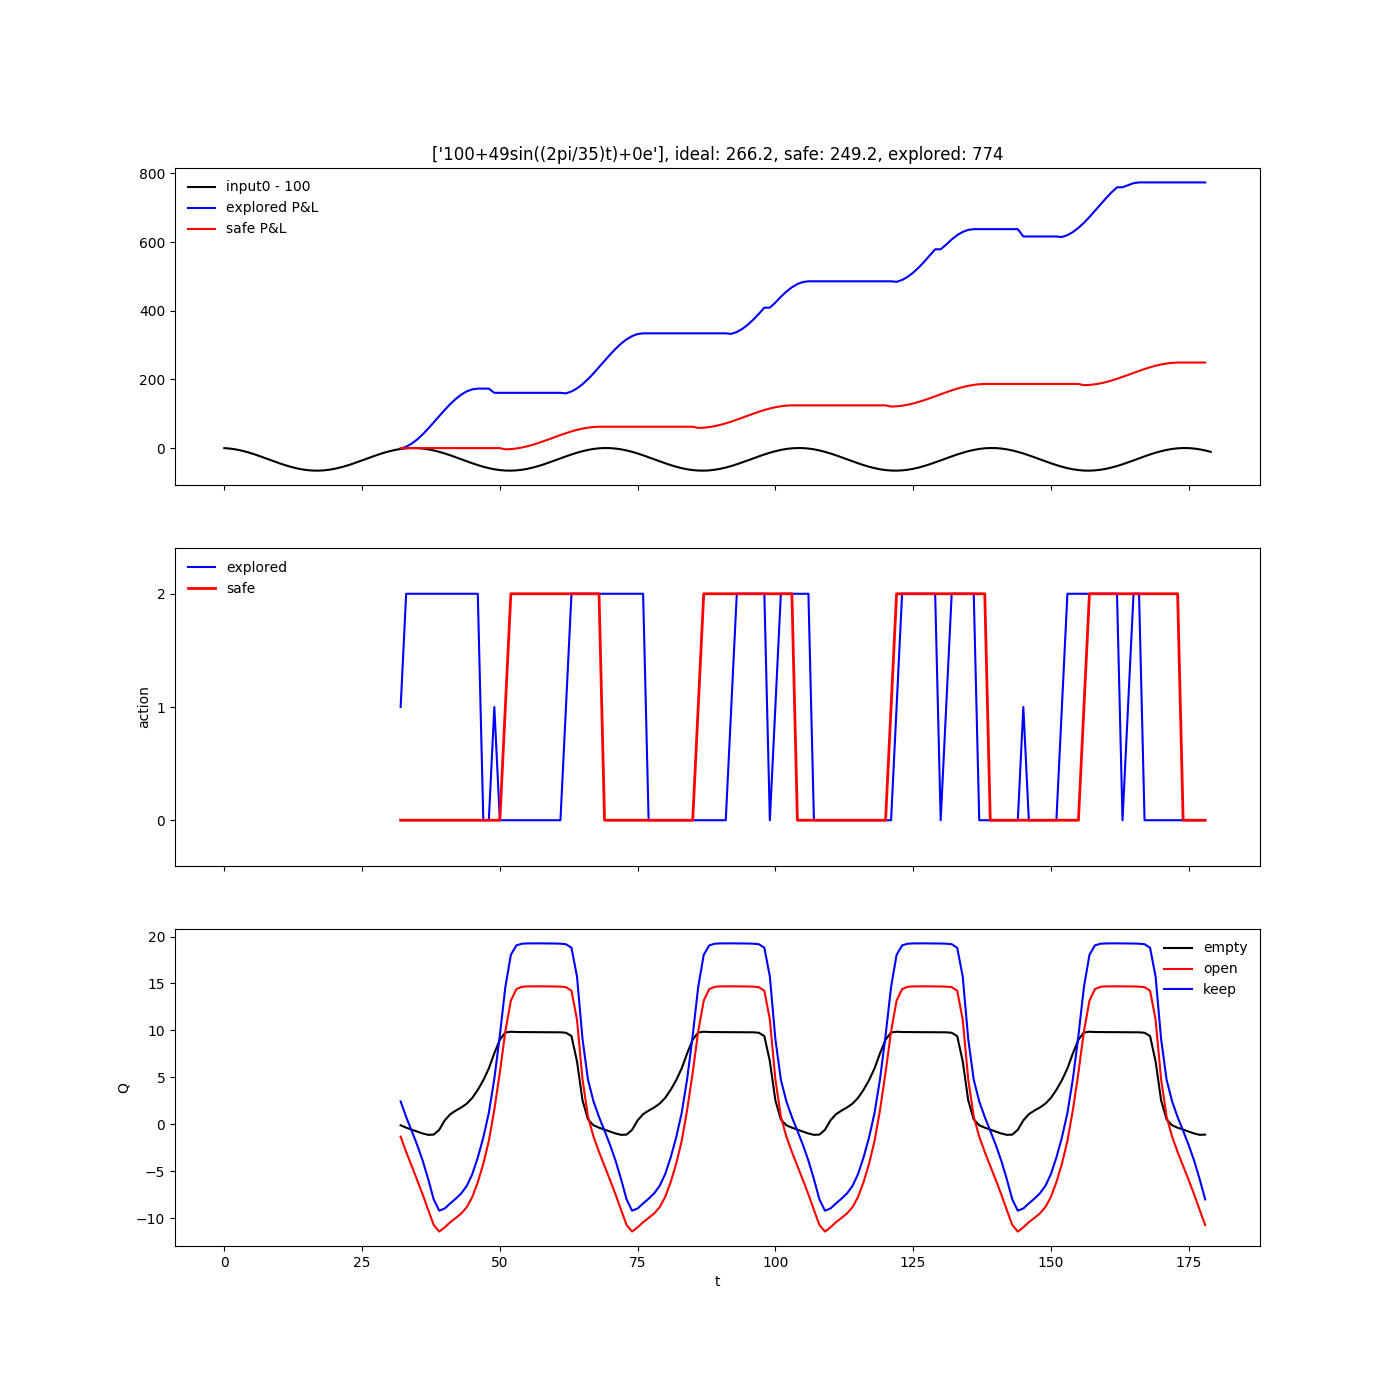 ['100+49sin((2pi/35)t)+0e'], ideal: 266.2, safe: 249.2, explored: 774
800
600
400
200
0
input0 - 100
explored P&L
safe P&L
action
2
1
0
explored
safe
Q
20
15
10
5
0
−5
−10
empty
open
keep
0 25 50 75 100 125 150 175
t